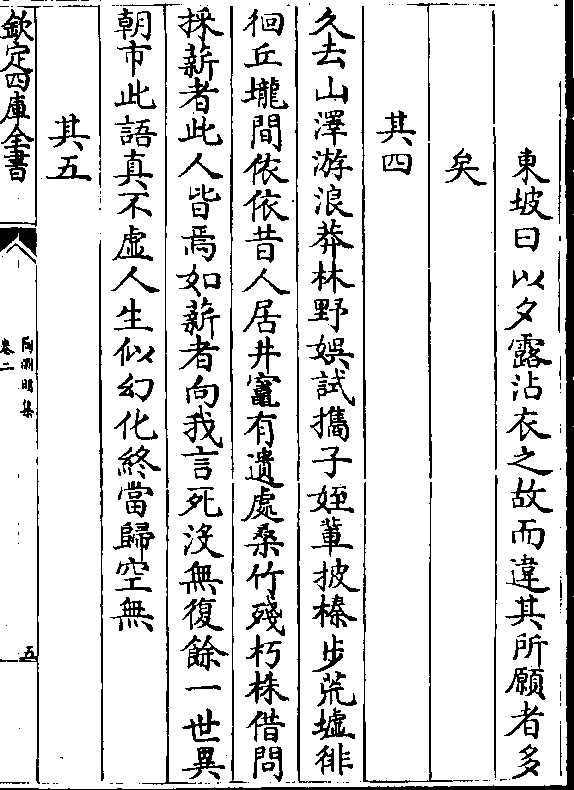 東坡曰以夕露沾衣之故而違其所願者多
矣
其四
久去山澤游浪莽林野娛試攜子姪輩披榛步荒墟徘
徊丘壠間依依昔人居井竈有遺處桑竹殘朽株借問
採薪者此人皆焉如薪者向我言死沒無復餘一世異
朝市此語真不虛人生似幻化終當歸空無
其五
欽定四庫全書
陶淵明集
卷二
五